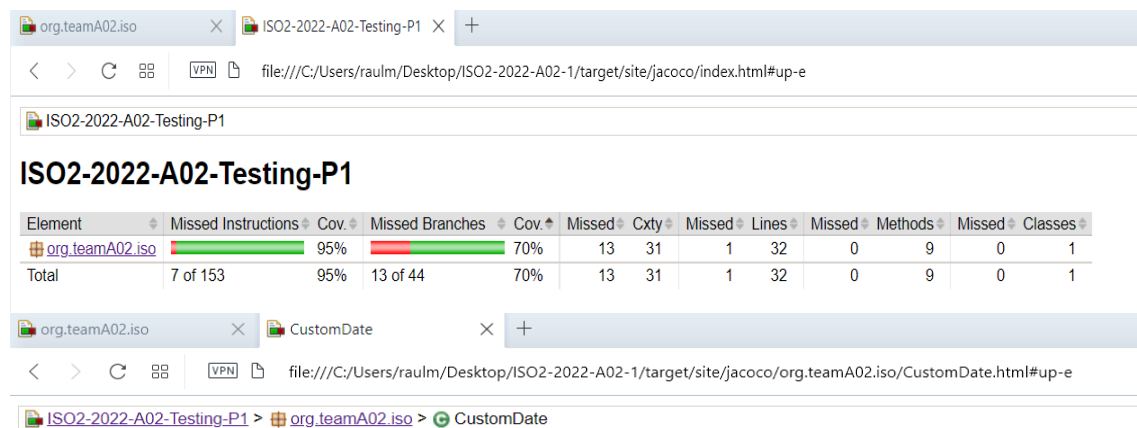 org.teamA02.iso ISO2-2022-A02-Testing-P1
VPN file:///C:/Users/raulm/Desktop/ISO2-2022-A02-1/target/site/jacoco/index.html#up-e
ISO2-2022-A02-Testing-P1
ISO2-2022-A02-Testing-P1
Element Missed Instructions Cov. Missed Branches Cov. Missed Cxty Missed Lines Missed Methods Missed Classes
org.teamA02.iso 95% 70% 13 31 1 32 0 9 0 1
Total 7 of 153 95% 13 of 44 70% 13 31 1 32 0 9 0 1
org.teamA02.iso CustomDate
VPN file:///C:/Users/raulm/Desktop/ISO2-2022-A02-1/target/site/jacoco/org.teamA02.iso/CustomDate.html#up-e
ISO2-2022-A02-Testing-P1 > org.teamA02.iso > CustomDate